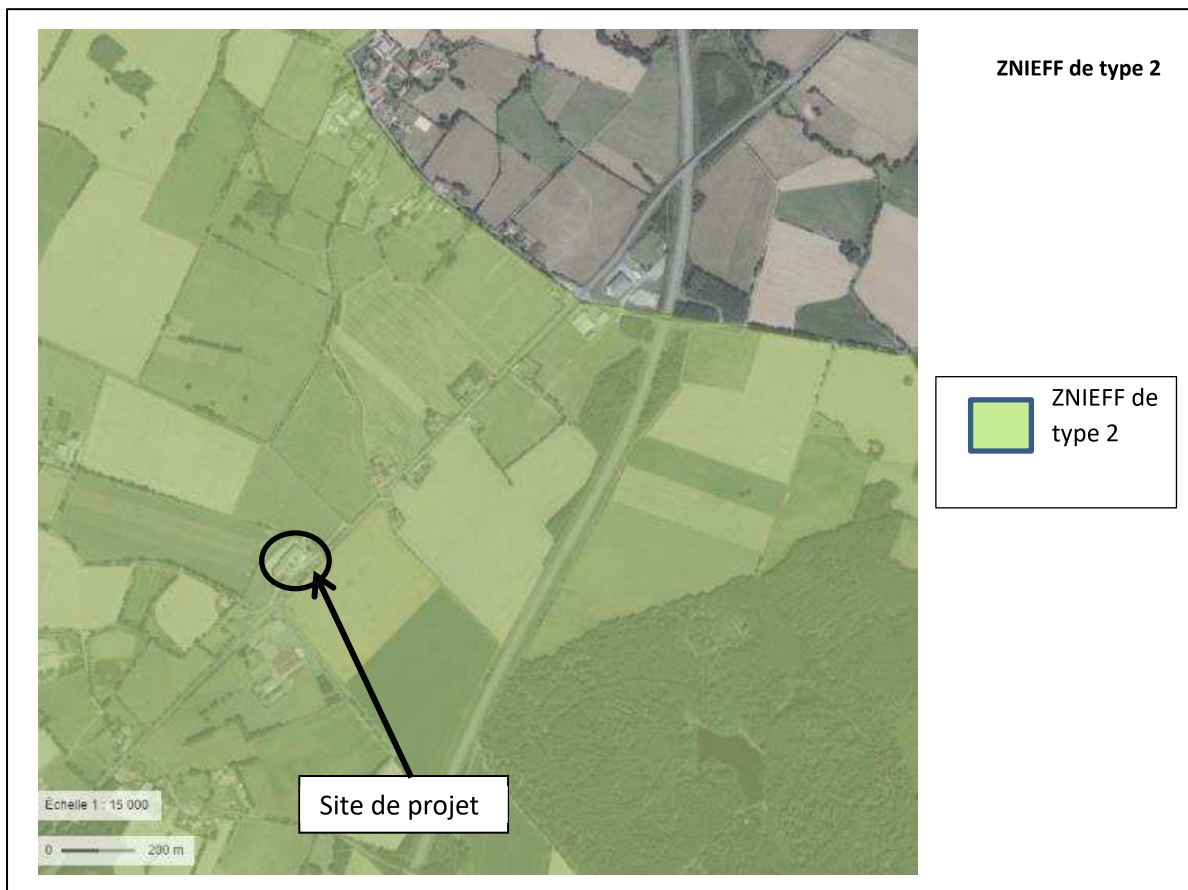 ZNIEFF de type 2
ZNIEFF de
type 2
Site de projet
Échelle 1 : 15 000
0 200 m